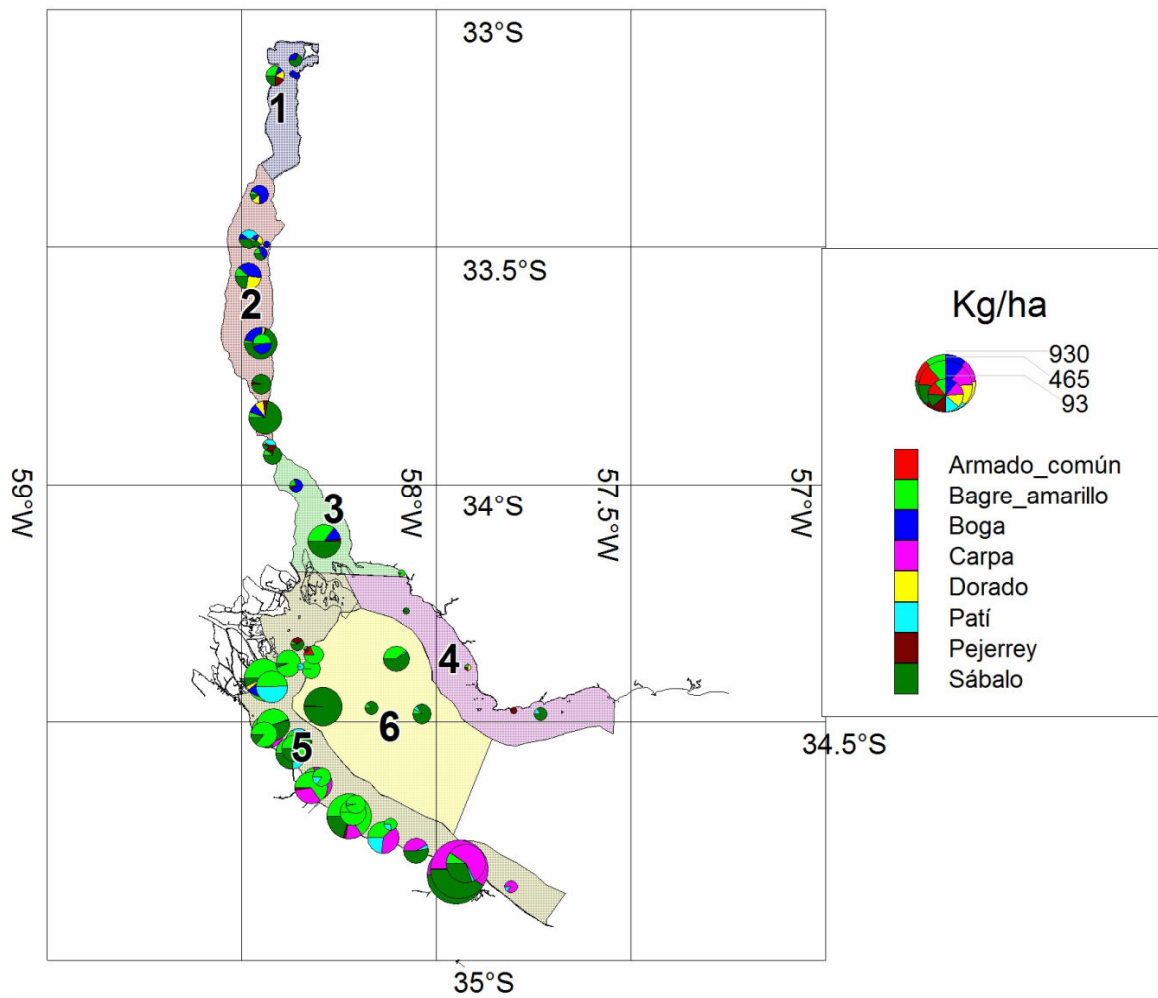 33°S
1
33.5°S
2
Kg/ha
930
465
93
59°W
58°W
57.5°W
57°W
34°S
3
Armado_común
Bagre_amarillo
Boga
Carpa
Dorado
Patí
Pejerrey
Sábalo
4
6
5
34.5°S
35°S